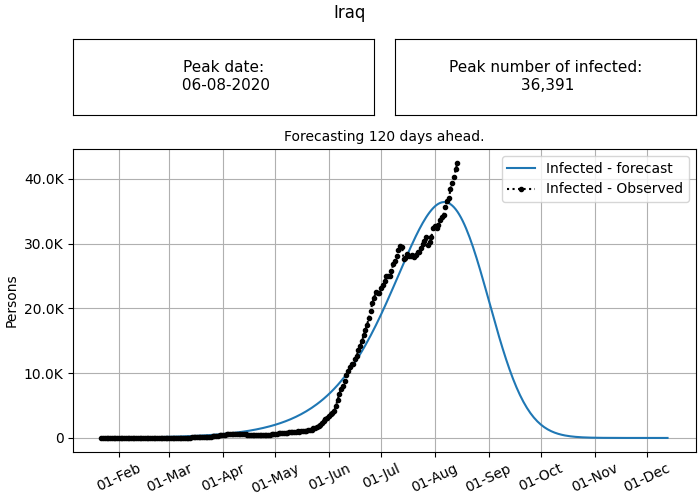 Iraq
Peak date:
06-08-2020
Peak number of infected:
36,391
Forecasting 120 days ahead.
Infected - forecast
Infected - Observed
40.0K
30.0K
20.0K
10.0K
0
Persons
01-Feb
01-Mar
01-Apr
01-May
01-Jun
01-Jul
01-Aug
01-Sep
01-Oct
01-Nov
01-Dec